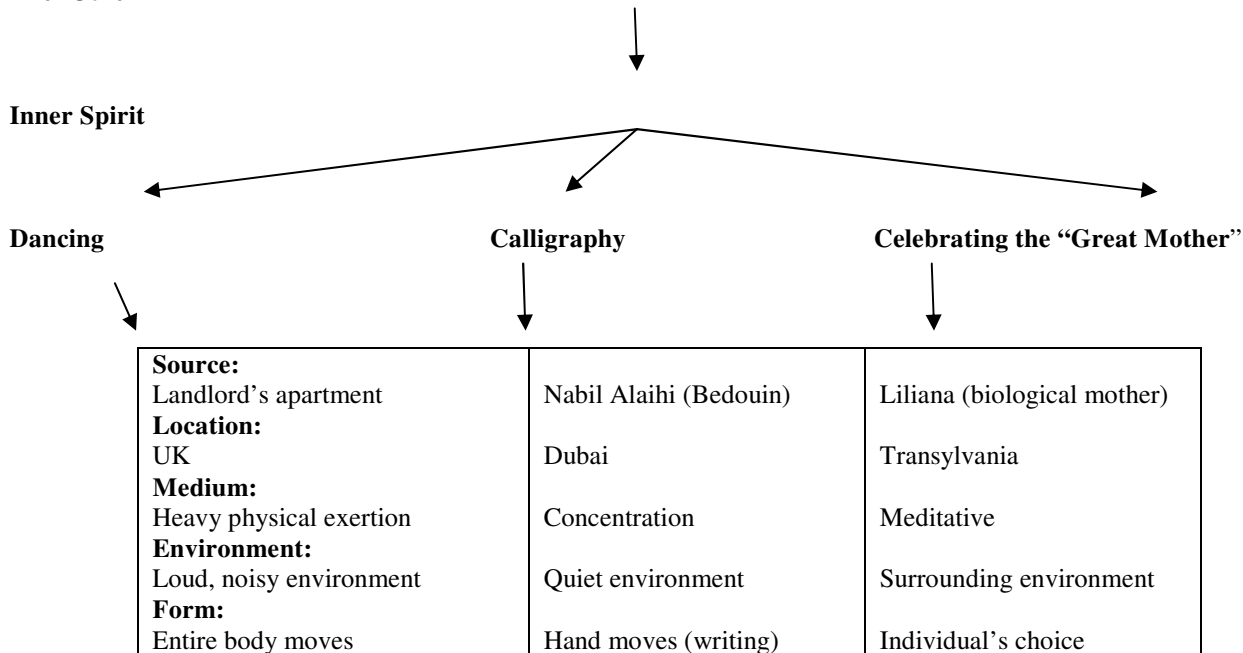 Inner Spirit
Dancing Calligraphy Celebrating the “Great Mother”
Source:
Landlord’s apartment Nabil Alaihi (Bedouin) Liliana (biological mother)
Location:
UK Dubai Transylvania
Medium:
Heavy physical exertion Concentration Meditative
Environment:
Loud, noisy environment Quiet environment Surrounding environment
Form:
Entire body moves Hand moves (writing) Individual’s choice